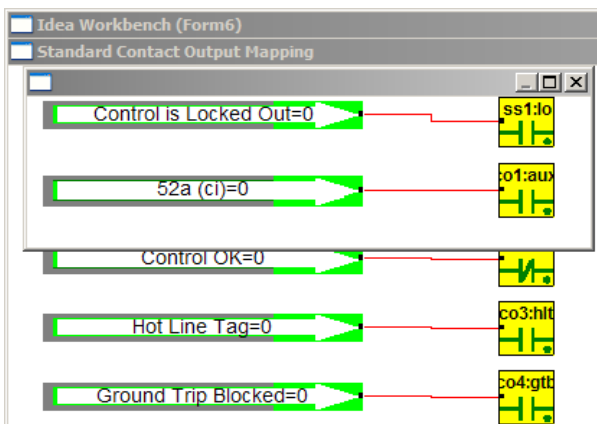 Idea Workbench (Form6)
Standard Contact Output Mapping
Control is Locked Out=0
ss1:lo
52a (ci)=0
co1:aux
Control OK=0
Hot Line Tag=0
co3:hlt
Ground Trip Blocked=0
co4:gtb